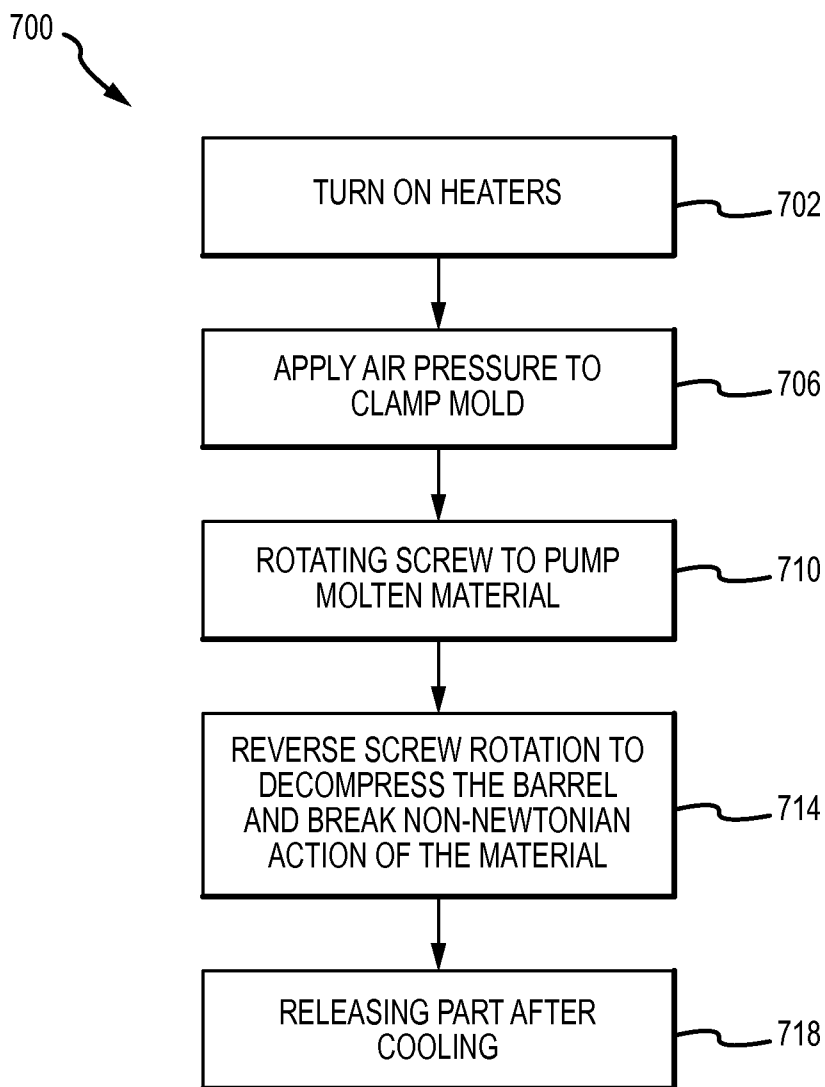 700
TURN ON HEATERS
702
APPLY AIR PRESSURE TO
CLAMP MOLD
706
ROTATING SCREW TO PUMP
MOLTEN MATERIAL
710
REVERSE SCREW ROTATION TO
DECOMPRESS THE BARREL
AND BREAK NON-NEWTONIAN
ACTION OF THE MATERIAL
714
RELEASING PART AFTER
COOLING
718